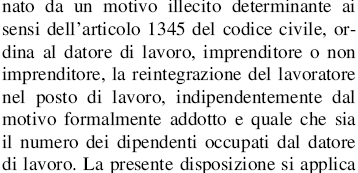 nato da un motivo illecito determinante ai
sensi dell'articolo 1345 del codice civile, or-
dina al datore di lavoro, imprenditore o non
imprenditore, la reintegrazione del lavoratore
nel posto di lavoro, indipendentemente dal
motivo formalmente addotto e quale che sia
il numero dei dipendenti occupati dal datore
di lavoro. La presente disposizione si applica